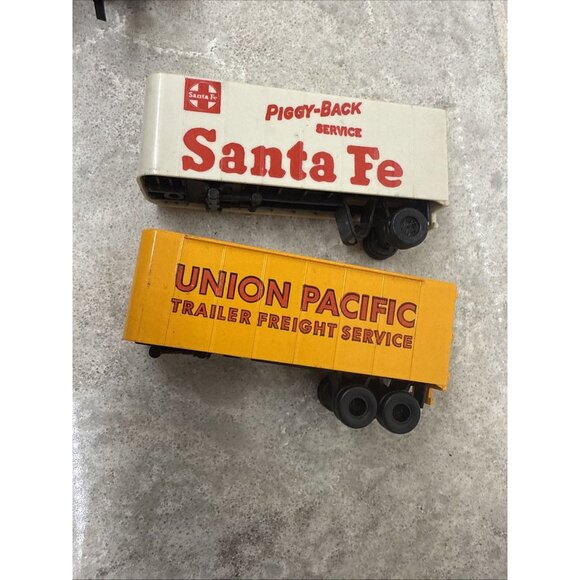 Santa Fe
PIGGY-BACK
SERVICE
Santa Fe
UNION PACIFIC
TRAILER FREIGHT SERVICE